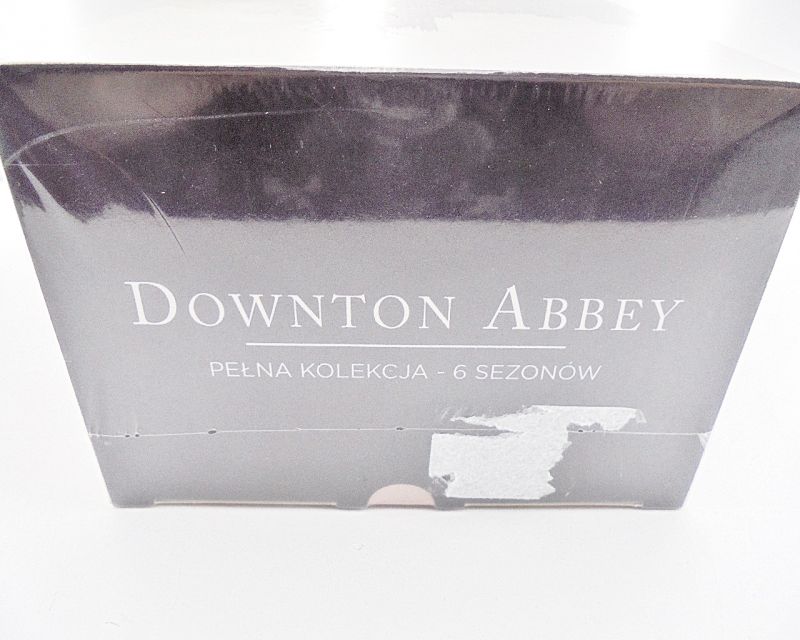 DOWNTON ABBEY
PEŁNA KOLEKCJA - 6 SEZONÓW